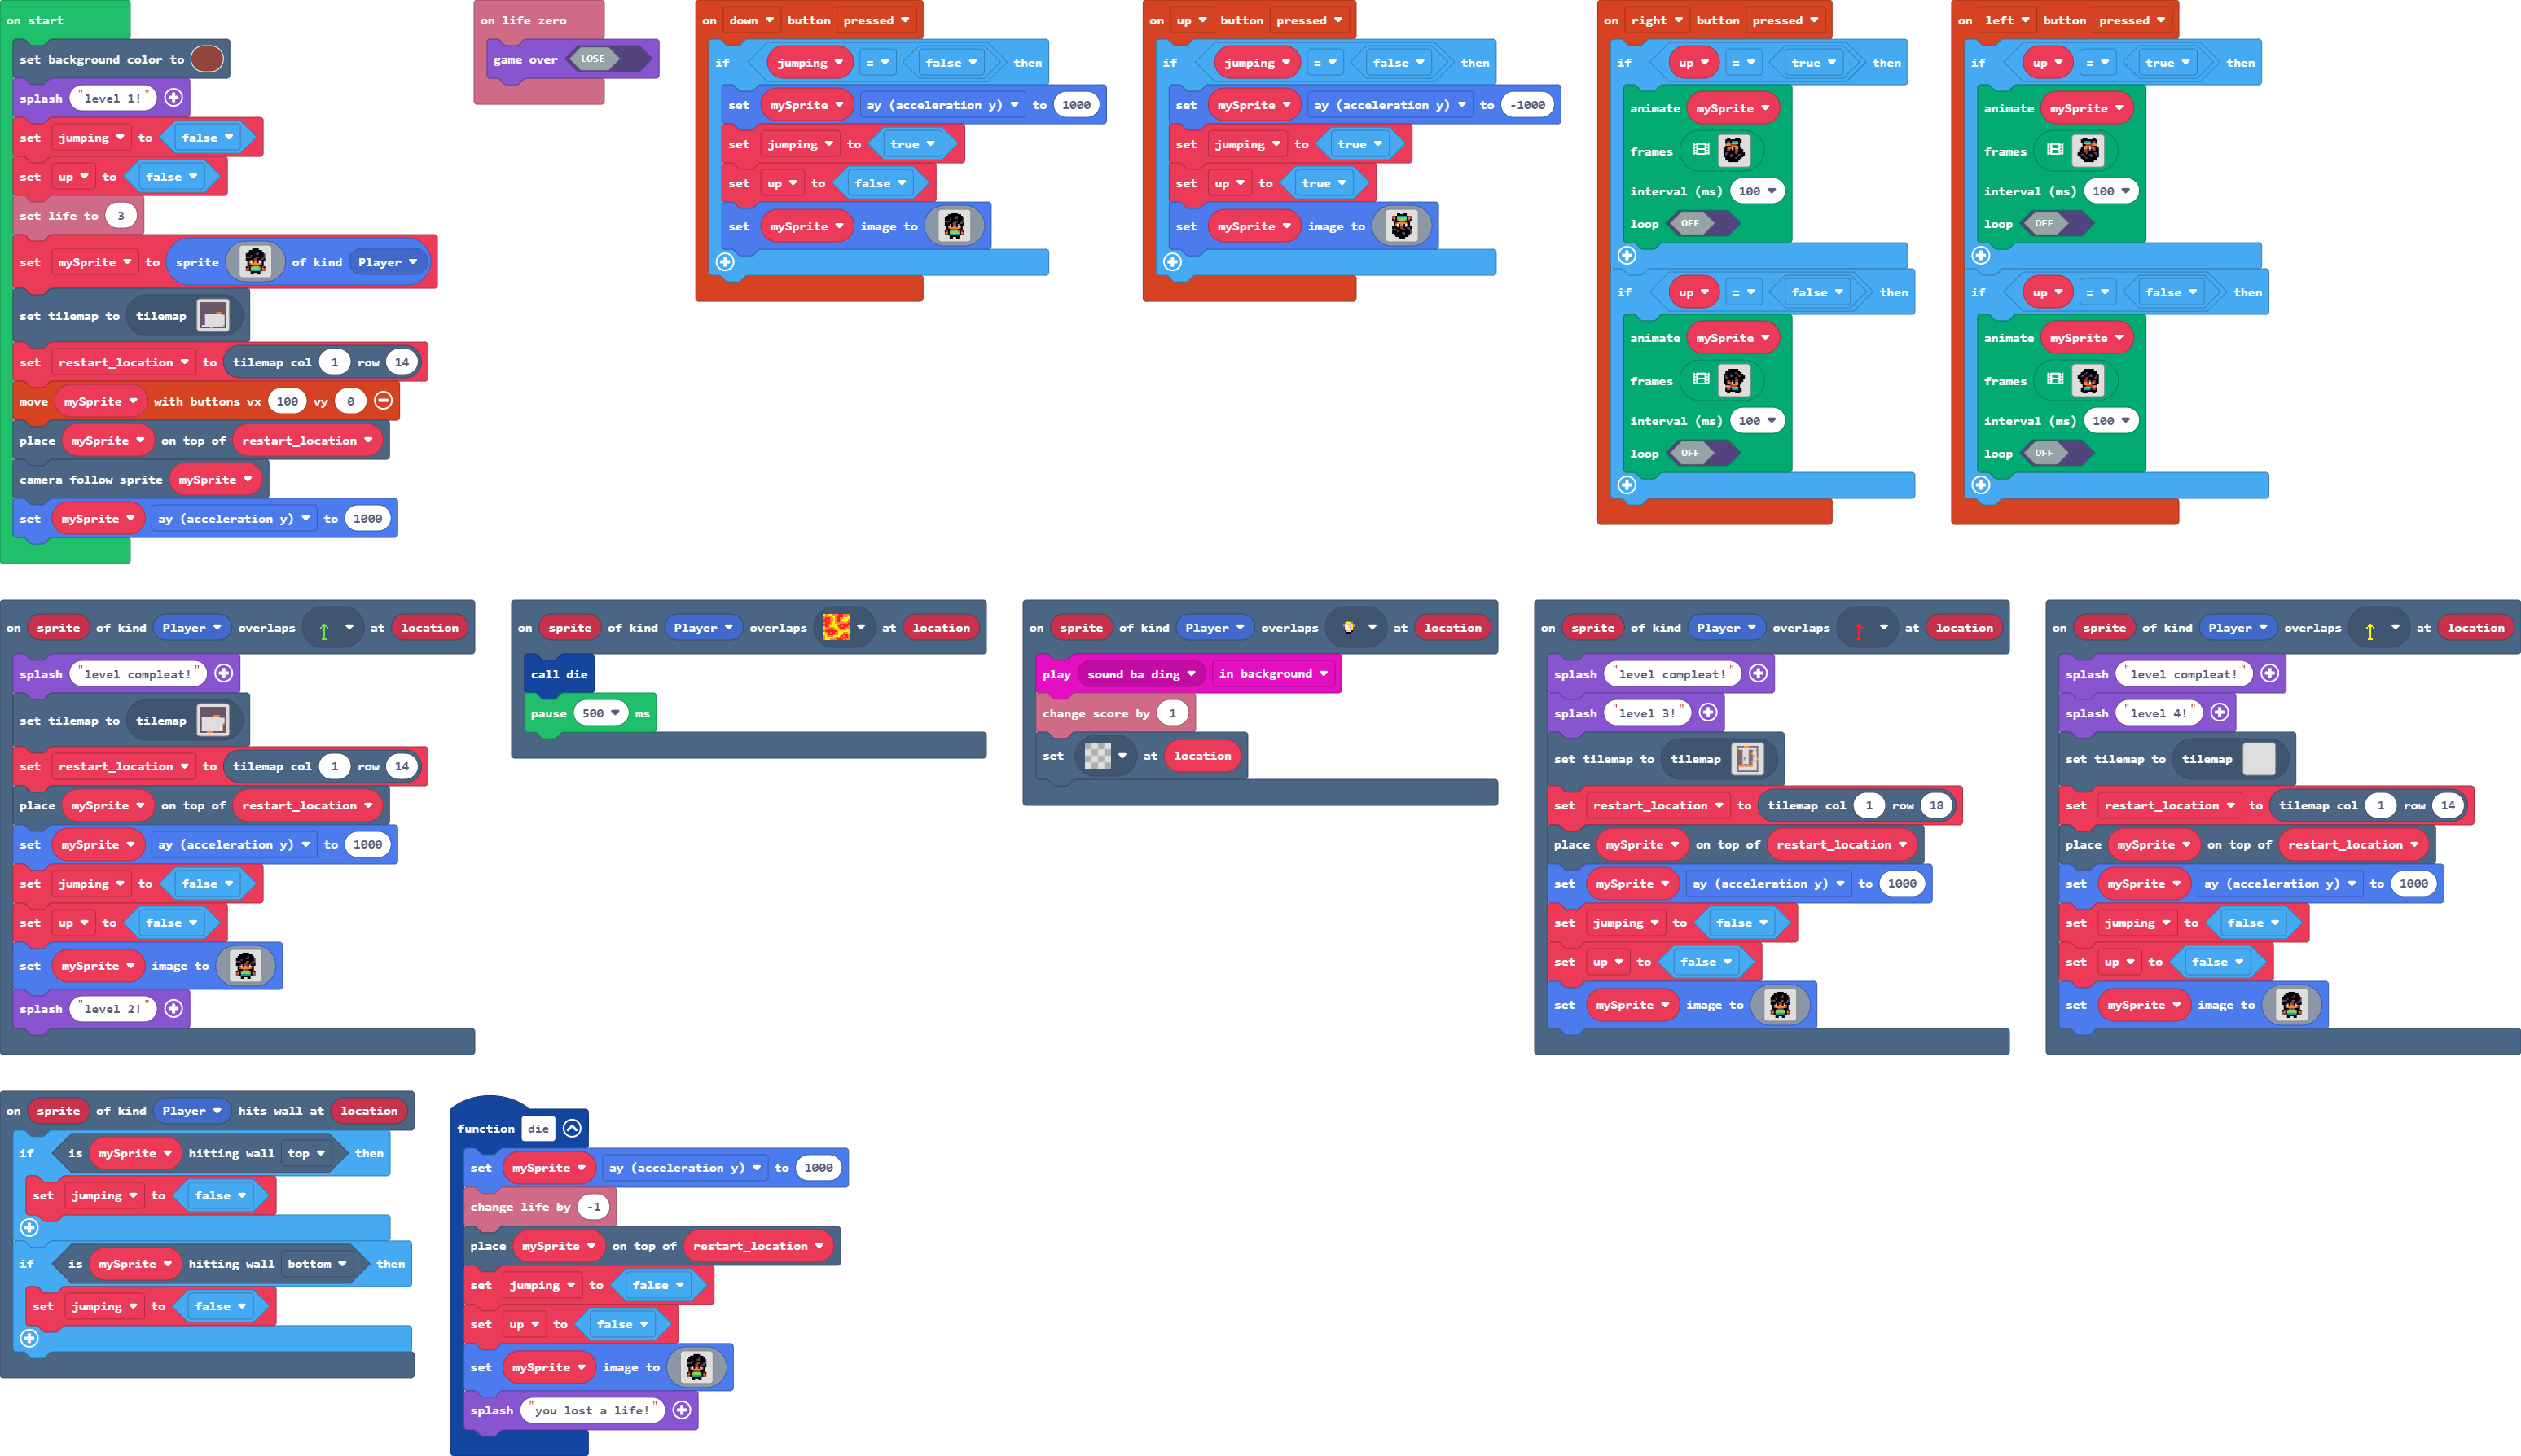 on start
set background color to
splash "level 1!"
set jumping to false
set up to false
set life to 3
set mySprite to sprite of kind Player
set tilemap to tilemap
set restart_location to tilemap col 1 row 14
move mySprite with buttons vx 100 vy 0
place mySprite on top of restart_location
camera follow sprite mySprite
set mySprite ay (acceleration y) to 1000
on life zero
game over LOSE
on down button pressed
if jumping = false then
set mySprite ay (acceleration y) to 1000
set jumping to true
set up to false
set mySprite image to
on up button pressed
if jumping = false then
set mySprite ay (acceleration y) to -1000
set jumping to true
set up to true
set mySprite image to
on right button pressed
if up = true then
animate mySprite
frames
interval (ms) 100
loop OFF
if up = false then
animate mySprite
frames
interval (ms) 100
loop OFF
on left button pressed
if up = true then
animate mySprite
frames
interval (ms) 100
loop OFF
if up = false then
animate mySprite
frames
interval (ms) 100
loop OFF
on sprite of kind Player overlaps at location
splash "level compleat!"
set tilemap to tilemap
set restart_location to tilemap col 1 row 14
place mySprite on top of restart_location
set mySprite ay (acceleration y) to 1000
set jumping to false
set up to false
set mySprite image to
splash "level 2!"
on sprite of kind Player overlaps at location
call die
pause 500 ms
on sprite of kind Player overlaps at location
play sound ba ding in background
change score by 1
set at location
on sprite of kind Player overlaps at location
splash "level compleat!"
splash "level 3!"
set tilemap to tilemap
set restart_location to tilemap col 1 row 18
place mySprite on top of restart_location
set mySprite ay (acceleration y) to 1000
set jumping to false
set up to false
set mySprite image to
on sprite of kind Player overlaps at location
splash "level compleat!"
splash "level 4!"
set tilemap to tilemap
set restart_location to tilemap col 1 row 14
place mySprite on top of restart_location
set mySprite ay (acceleration y) to 1000
set jumping to false
set up to false
set mySprite image to
on sprite of kind Player hits wall at location
if is mySprite hitting wall top then
set jumping to false
if is mySprite hitting wall bottom then
set jumping to false
function die
set mySprite ay (acceleration y) to 1000
change life by -1
place mySprite on top of restart_location
set jumping to false
set up to false
set mySprite image to
splash "you lost a life!"